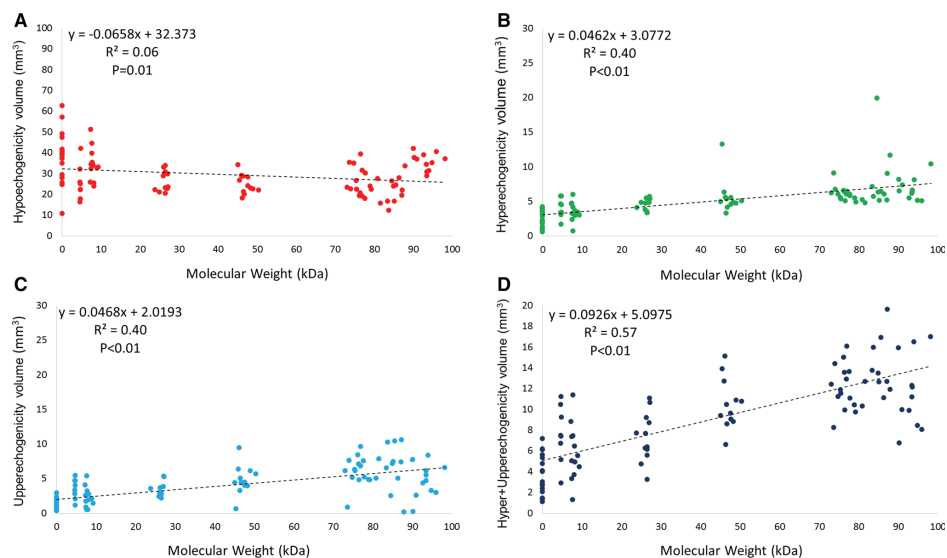 A
y = -0.0658x + 32.373
R² = 0.06
P=0.01
Hypoechogenicity volume (mm³)
100
90
80
70
60
50
40
30
20
10
0
0 10 20 30 40 50 60 70 80 90 100
Molecular Weight (kDa)
B
y = 0.0462x + 3.0772
R² = 0.40
P<0.01
Hyperechogenicity volume (mm³)
30
25
20
15
10
5
0
0 10 20 30 40 50 60 70 80 90 100
Molecular Weight (kDa)
C
y = 0.0468x + 2.0193
R² = 0.40
P<0.01
Upperechogenicity volume (mm³)
30
25
20
15
10
5
0
0 10 20 30 40 50 60 70 80 90 100
Molecular Weight (kDa)
D
y = 0.0926x + 5.0975
R² = 0.57
P<0.01
Hyper+Upperechogenicity volume (mm³)
20
18
16
14
12
10
8
6
4
2
0
0 10 20 30 40 50 60 70 80 90 100
Molecular Weight (kDa)